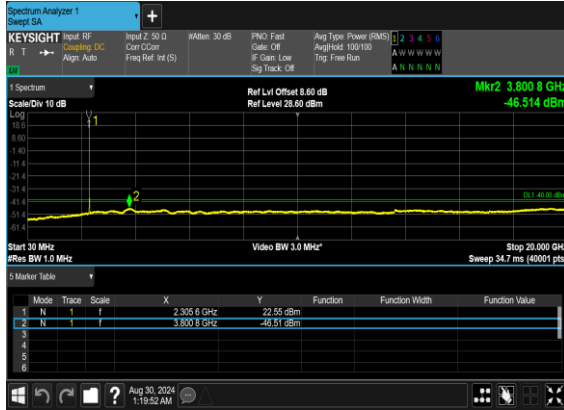 Spectrum Analyzer 1
Swept SA
+
KEYSIGHT Input: RF Input Z: 50 Ω #Atten: 30 dB PNO: Fast Avg Type: Power (RMS) 1 2 3 4 5 6
R T Coupling: DC Corr CCorr Gate: Off Avg|Hold: 100/100 A W W W W W
Align: Auto Freq Ref: Int (S) IF Gain: Low Trig: Free Run
Sig Track: Off A N N N N N
1 Spectrum Ref Lvl Offset 8.60 dB Mkr2 3.800 8 GHz
Scale/Div 10 dB Ref Level 28.60 dBm -46.514 dBm
Log
18.6
8.60
-1.40
-11.4
-21.4
-31.4
-41.4
-51.4
-61.4
1
2
DL1 -40.00 dBm
Start 30 MHz Video BW 3.0 MHz* Stop 20.000 GHz
#Res BW 1.0 MHz Sweep 34.7 ms (40001 pts)
5 Marker Table
Mode Trace Scale X Y Function Function Width Function Value
1 N 1 f 2.305 6 GHz 22.55 dBm
2 N 1 f 3.800 8 GHz -46.51 dBm
3
4
5
6
? Aug 30, 2024
1:19:52 AM